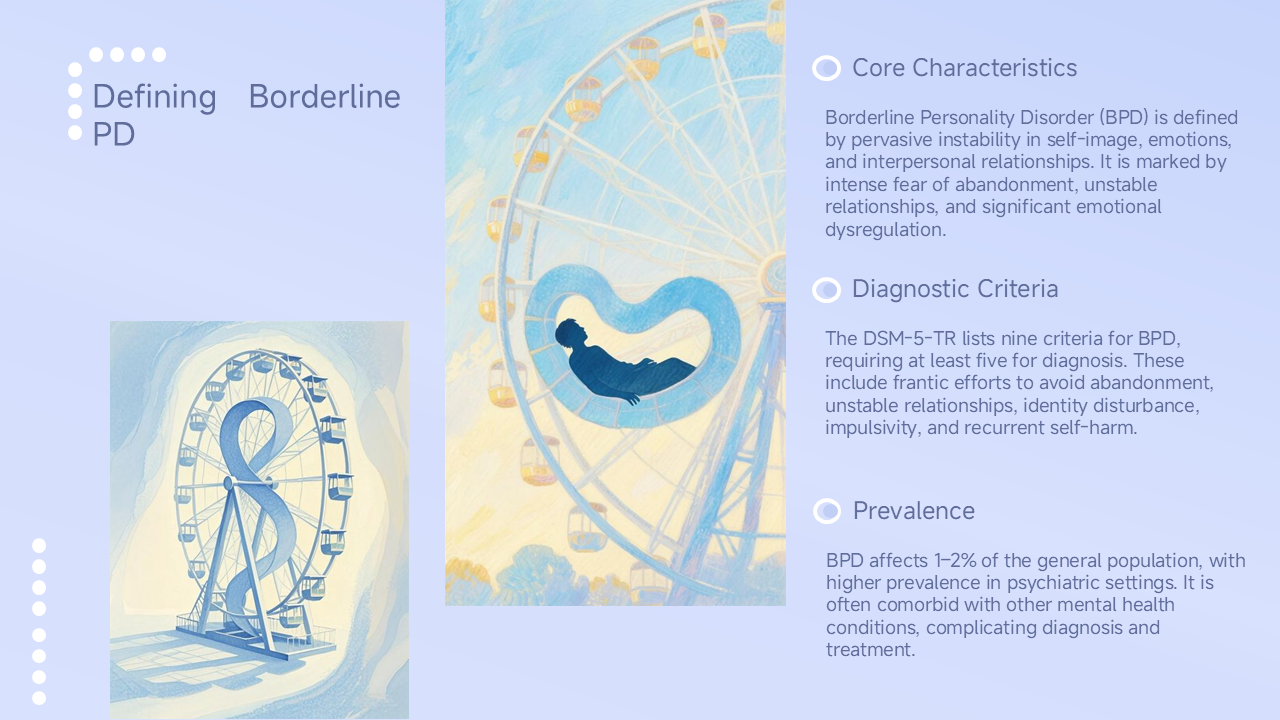 Defining Borderline
PD
Core Characteristics
Borderline Personality Disorder (BPD) is defined
by pervasive instability in self-image, emotions,
and interpersonal relationships. It is marked by
intense fear of abandonment, unstable
relationships, and significant emotional
dysregulation.
Diagnostic Criteria
The DSM-5-TR lists nine criteria for BPD,
requiring at least five for diagnosis. These
include frantic efforts to avoid abandonment,
unstable relationships, identity disturbance,
impulsivity, and recurrent self-harm.
Prevalence
BPD affects 1–2% of the general population, with
higher prevalence in psychiatric settings. It is
often comorbid with other mental health
conditions, complicating diagnosis and
treatment.